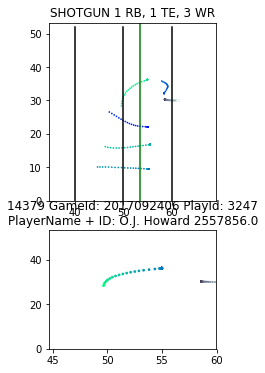 SHOTGUN 1 RB, 1 TE, 3 WR
50
40
30
20
10
0
40 50 60
14379 GameId: 2017092406 PlayId: 3247
PlayerName + ID: O.J. Howard 2557856.0
40
20
0
45 50 55 60